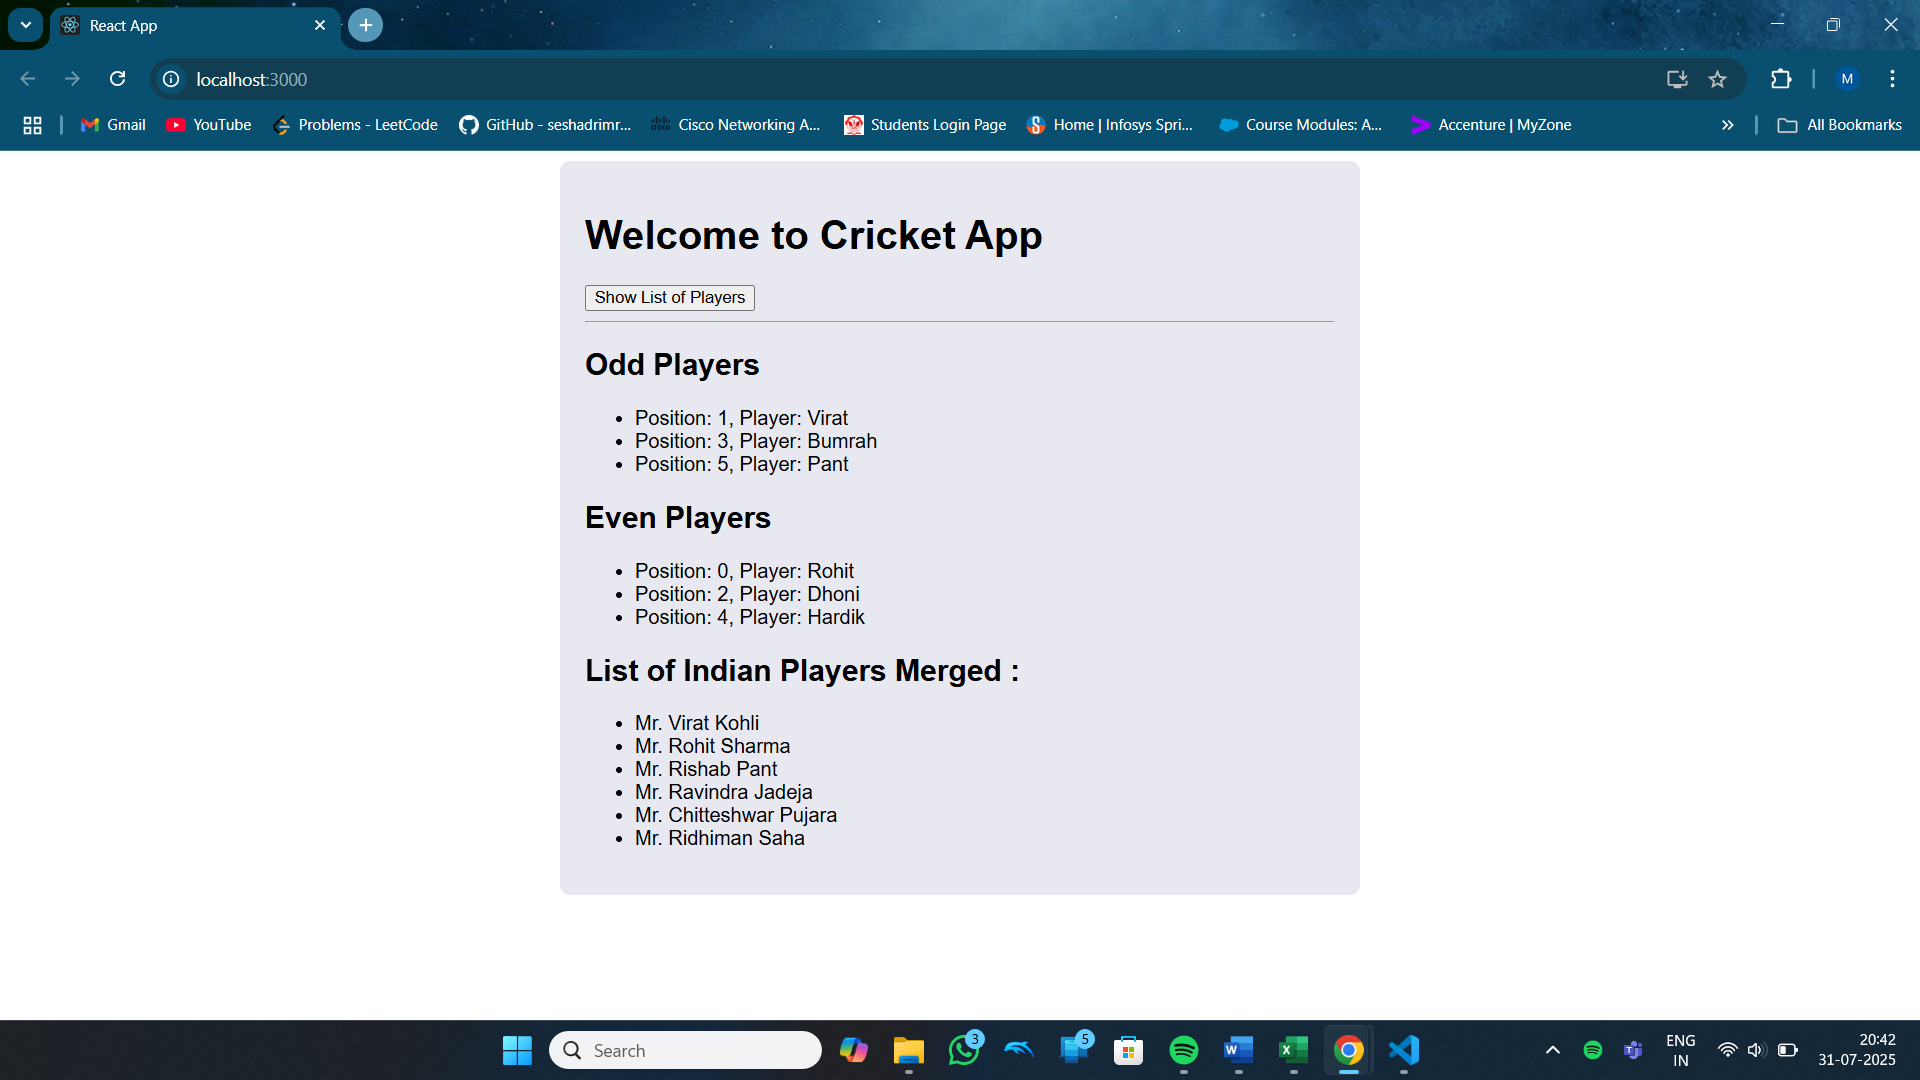 React App
localhost:3000
M
Gmail
YouTube
Problems - LeetCode
GitHub - seshadrimr...
Cisco Networking A...
Students Login Page
Home | Infosys Spri...
Course Modules: A...
Accenture | MyZone
All Bookmarks
Welcome to Cricket App
Show List of Players
Odd Players
Position: 1, Player: Virat
Position: 3, Player: Bumrah
Position: 5, Player: Pant
Even Players
Position: 0, Player: Rohit
Position: 2, Player: Dhoni
Position: 4, Player: Hardik
List of Indian Players Merged :
Mr. Virat Kohli
Mr. Rohit Sharma
Mr. Rishab Pant
Mr. Ravindra Jadeja
Mr. Chitteshwar Pujara
Mr. Ridhiman Saha
Search
3
5
ENG
IN
20:42
31-07-2025